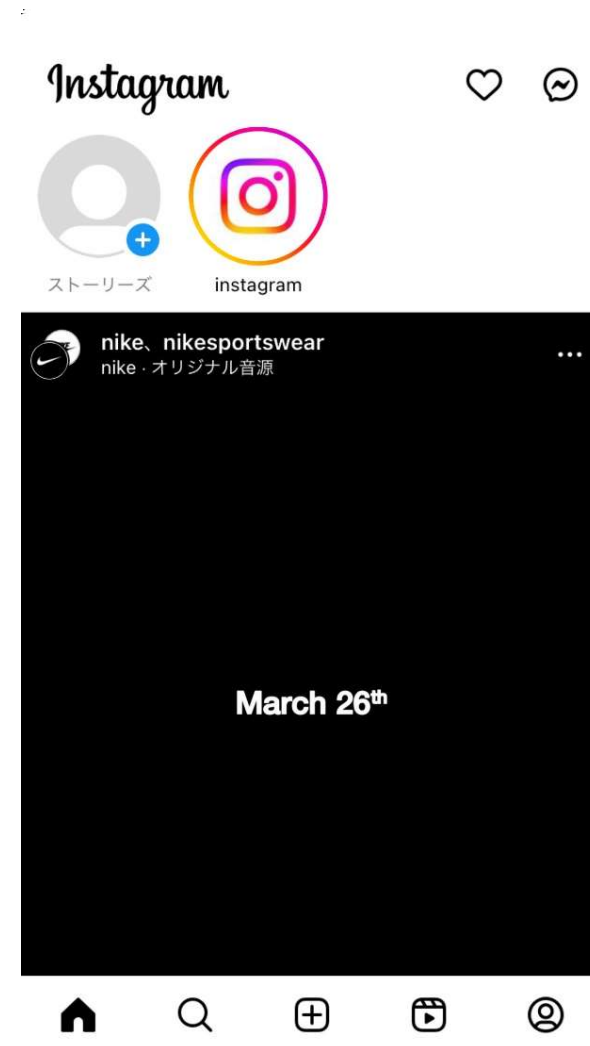 Instagram
ストーリーズ
instagram
nike、nikesportswear
nike · オリジナル音源
March 26th